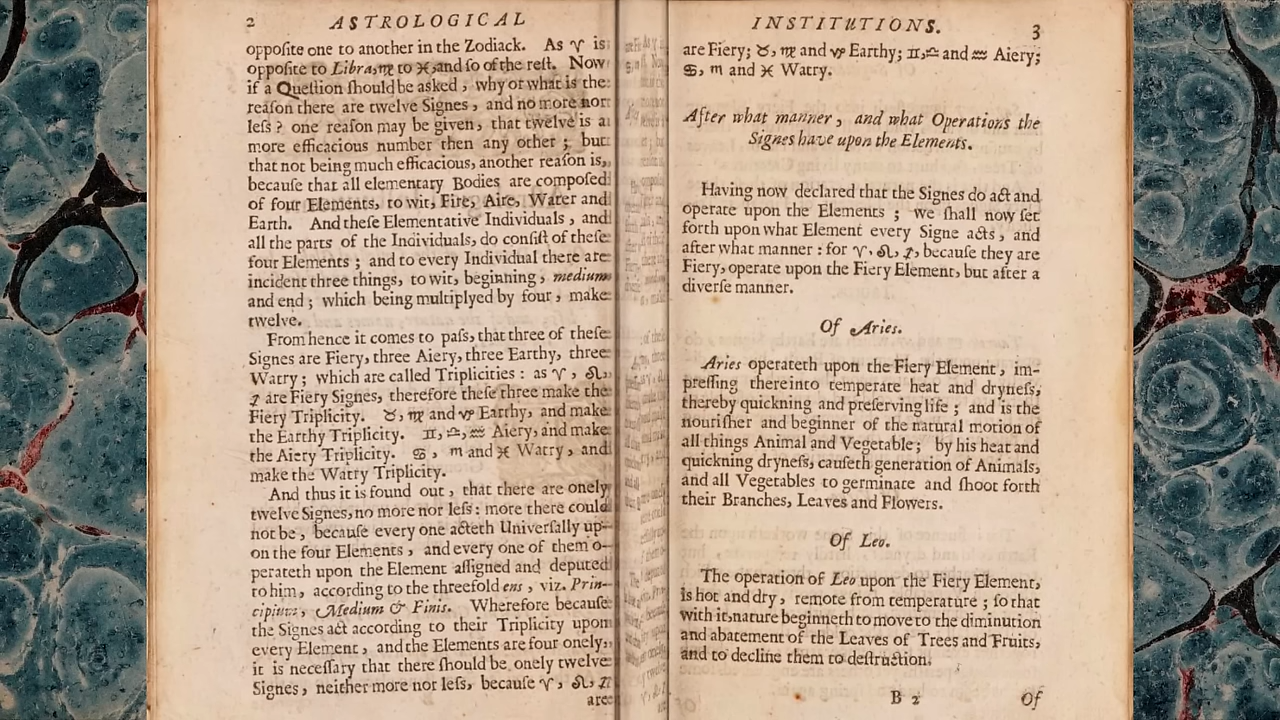 2 ASTROLOGICAL
opposite one to another in the Zodiack. As ♈ is
opposite to Libra, ♍ to ♓, and so of the rest. Now
if a Question should be asked, why or what is the
reason there are twelve Signes, and no more nor
less? one reason may be given, that twelve is a
more efficacious number then any other; but
that not being much efficacious, another reason is,
because that all elementary Bodies are composed
of four Elements, to wit, Fire, Aire, Water and
Earth. And these Elementative Individuals, and
all the parts of the Individuals, do consist of these
four Elements; and to every Individual there are
incident three things, to wit, beginning, medium
and end; which being multiplyed by four, make
twelve.
From hence it comes to pass, that three of these
Signes are Fiery, three Aiery, three Earthy, three
Watry; which are called Triplicities: as ♈, ♌,
♐ are Fiery Signes, therefore these three make the
Fiery Triplicity. ♉, ♍ and ♑ Earthy, and make
the Earthy Triplicity. ♊, ♎, ♒ Aiery, and make
the Aiery Triplicity. ♋, ♏ and ♓ Watry, and
make the Watry Triplicity.
And thus it is found out, that there are onely
twelve Signes, no more nor less: more there could
not be, because every one acteth Universally up-
on the four Elements, and every one of them o-
perateth upon the Element assigned and deputed
to him, according to the threefold ens, viz. Prin-
cipium, Medium & Finis. Wherefore because
the Signes act according to their Triplicity upon
every Element, and the Elements are four onely,
it is necessary that there should be onely twelve
Signes, neither more nor less, because ♈, ♌, ♐
are
INSTITUTIONS. 3
are Fiery; ♉, ♍ and ♑ Earthy; ♊, ♎ and ♒ Aiery;
♋, ♏ and ♓ Watry.
After what manner, and what Operations the
Signes have upon the Elements.
Having now declared that the Signes do act and
operate upon the Elements; we shall now set
forth upon what Element every Signe acts, and
after what manner: for ♈, ♌, ♐, because they are
Fiery, operate upon the Fiery Element, but after a
diverse manner.
Of Aries.
Aries operateth upon the Fiery Element, im-
pressing thereinto temperate heat and dryness,
thereby quickning and preserving life; and is the
nourisher and beginner of the natural motion of
all things Animal and Vegetable; by his heat and
quickning dryness, causeth generation of Animals,
and all Vegetables to germinate and shoot forth
their Branches, Leaves and Flowers.
Of Leo.
The operation of Leo upon the Fiery Element,
is hot and dry, remote from temperature; so that
with it, nature beginneth to move to the diminution
and abatement of the Leaves of Trees and Fruits,
and to decline them to destruction.
B 2 Of